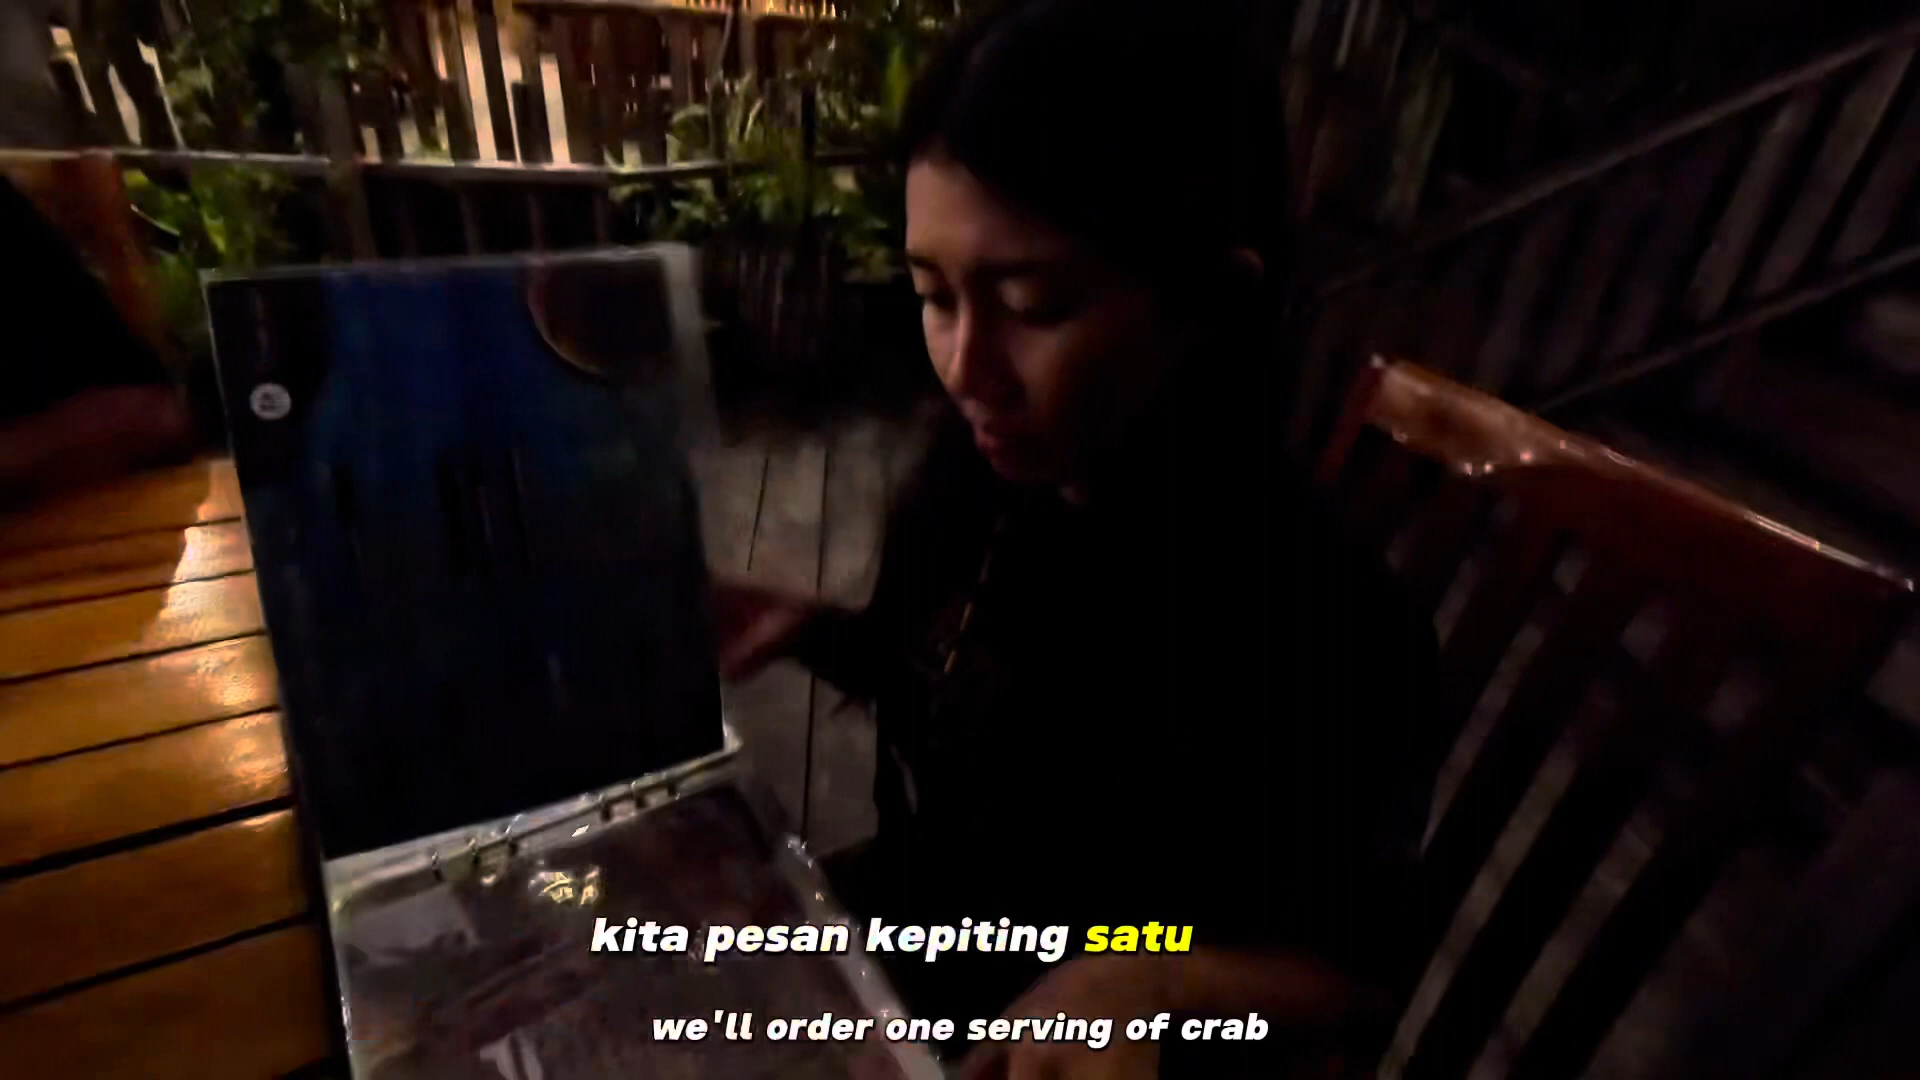 kita pesan kepiting satu
we'll order one serving of crab